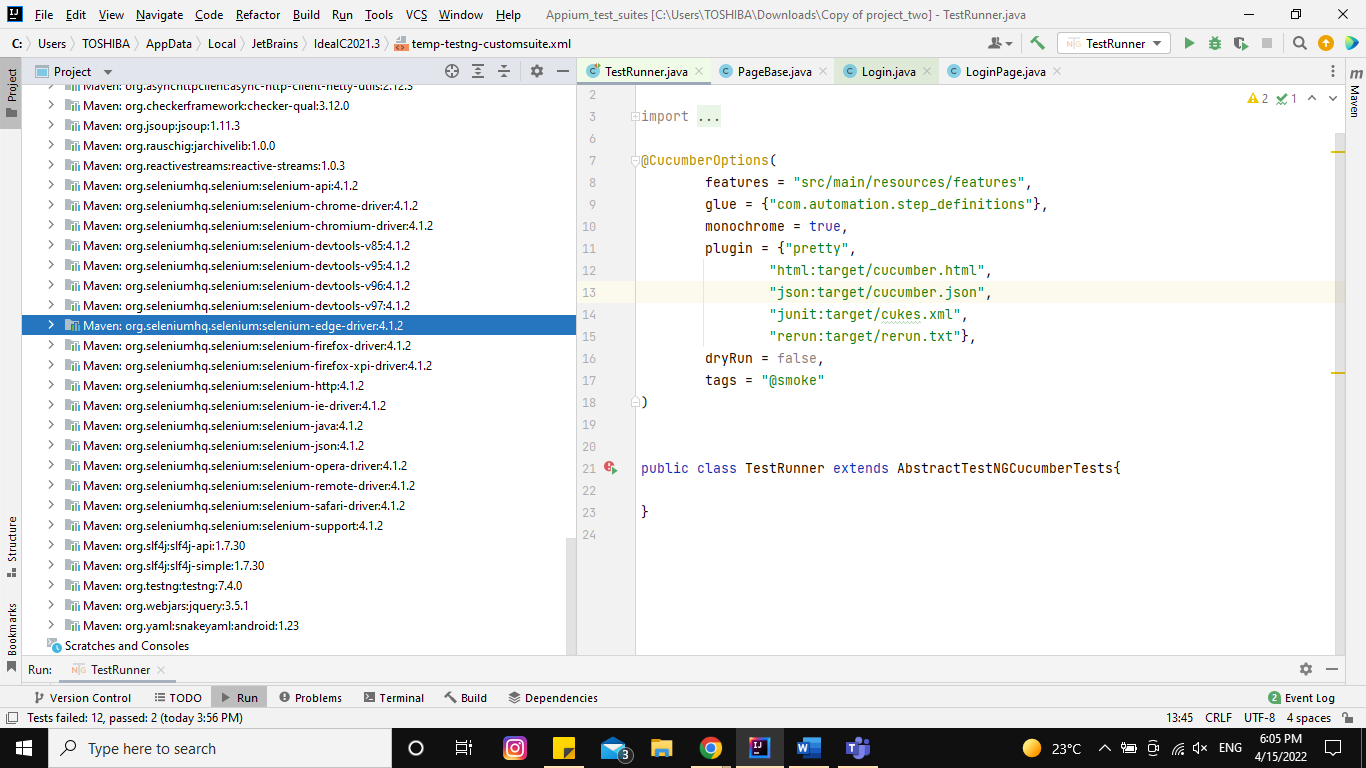 File Edit View Navigate Code Refactor Build Run Tools VCS Window Help Appium_test_suites [C:\Users\TOSHIBA\Downloads\Copy of project_two] - TestRunner.java
C: Users TOSHIBA AppData Local JetBrains IdeaIC2021.3 temp-testng-customsuite.xml TestRunner
Project TestRunner.java PageBase.java Login.java LoginPage.java
Project
Maven
Structure
Bookmarks
Maven: org.asynchttpclient:async-http-client-netty-utils:2.12.3
Maven: org.checkerframework:checker-qual:3.12.0
Maven: org.jsoup:jsoup:1.11.3
Maven: org.rauschig:jarchivelib:1.0.0
Maven: org.reactivestreams:reactive-streams:1.0.3
Maven: org.seleniumhq.selenium:selenium-api:4.1.2
Maven: org.seleniumhq.selenium:selenium-chrome-driver:4.1.2
Maven: org.seleniumhq.selenium:selenium-chromium-driver:4.1.2
Maven: org.seleniumhq.selenium:selenium-devtools-v85:4.1.2
Maven: org.seleniumhq.selenium:selenium-devtools-v95:4.1.2
Maven: org.seleniumhq.selenium:selenium-devtools-v96:4.1.2
Maven: org.seleniumhq.selenium:selenium-devtools-v97:4.1.2
Maven: org.seleniumhq.selenium:selenium-edge-driver:4.1.2
Maven: org.seleniumhq.selenium:selenium-firefox-driver:4.1.2
Maven: org.seleniumhq.selenium:selenium-firefox-xpi-driver:4.1.2
Maven: org.seleniumhq.selenium:selenium-http:4.1.2
Maven: org.seleniumhq.selenium:selenium-ie-driver:4.1.2
Maven: org.seleniumhq.selenium:selenium-java:4.1.2
Maven: org.seleniumhq.selenium:selenium-json:4.1.2
Maven: org.seleniumhq.selenium:selenium-opera-driver:4.1.2
Maven: org.seleniumhq.selenium:selenium-remote-driver:4.1.2
Maven: org.seleniumhq.selenium:selenium-safari-driver:4.1.2
Maven: org.seleniumhq.selenium:selenium-support:4.1.2
Maven: org.slf4j:slf4j-api:1.7.30
Maven: org.slf4j:slf4j-simple:1.7.30
Maven: org.testng:testng:7.4.0
Maven: org.webjars:jquery:3.5.1
Maven: org.yaml:snakeyaml:android:1.23
Scratches and Consoles
2 1
2
3 import ...
6
7 @CucumberOptions(
8 features = "src/main/resources/features",
9 glue = {"com.automation.step_definitions"},
10 monochrome = true,
11 plugin = {"pretty",
12 "html:target/cucumber.html",
13 "json:target/cucumber.json",
14 "junit:target/cukes.xml",
15 "rerun:target/rerun.txt"},
16 dryRun = false,
17 tags = "@smoke"
18 )
19
20
21 public class TestRunner extends AbstractTestNGCucumberTests{
22
23 }
24
Run: TestRunner
Version Control TODO Run Problems Terminal Build Dependencies 2 Event Log
Tests failed: 12, passed: 2 (today 3:56 PM) 13:45 CRLF UTF-8 4 spaces
Type here to search 3 23°C ENG 6:05 PM
4/15/2022